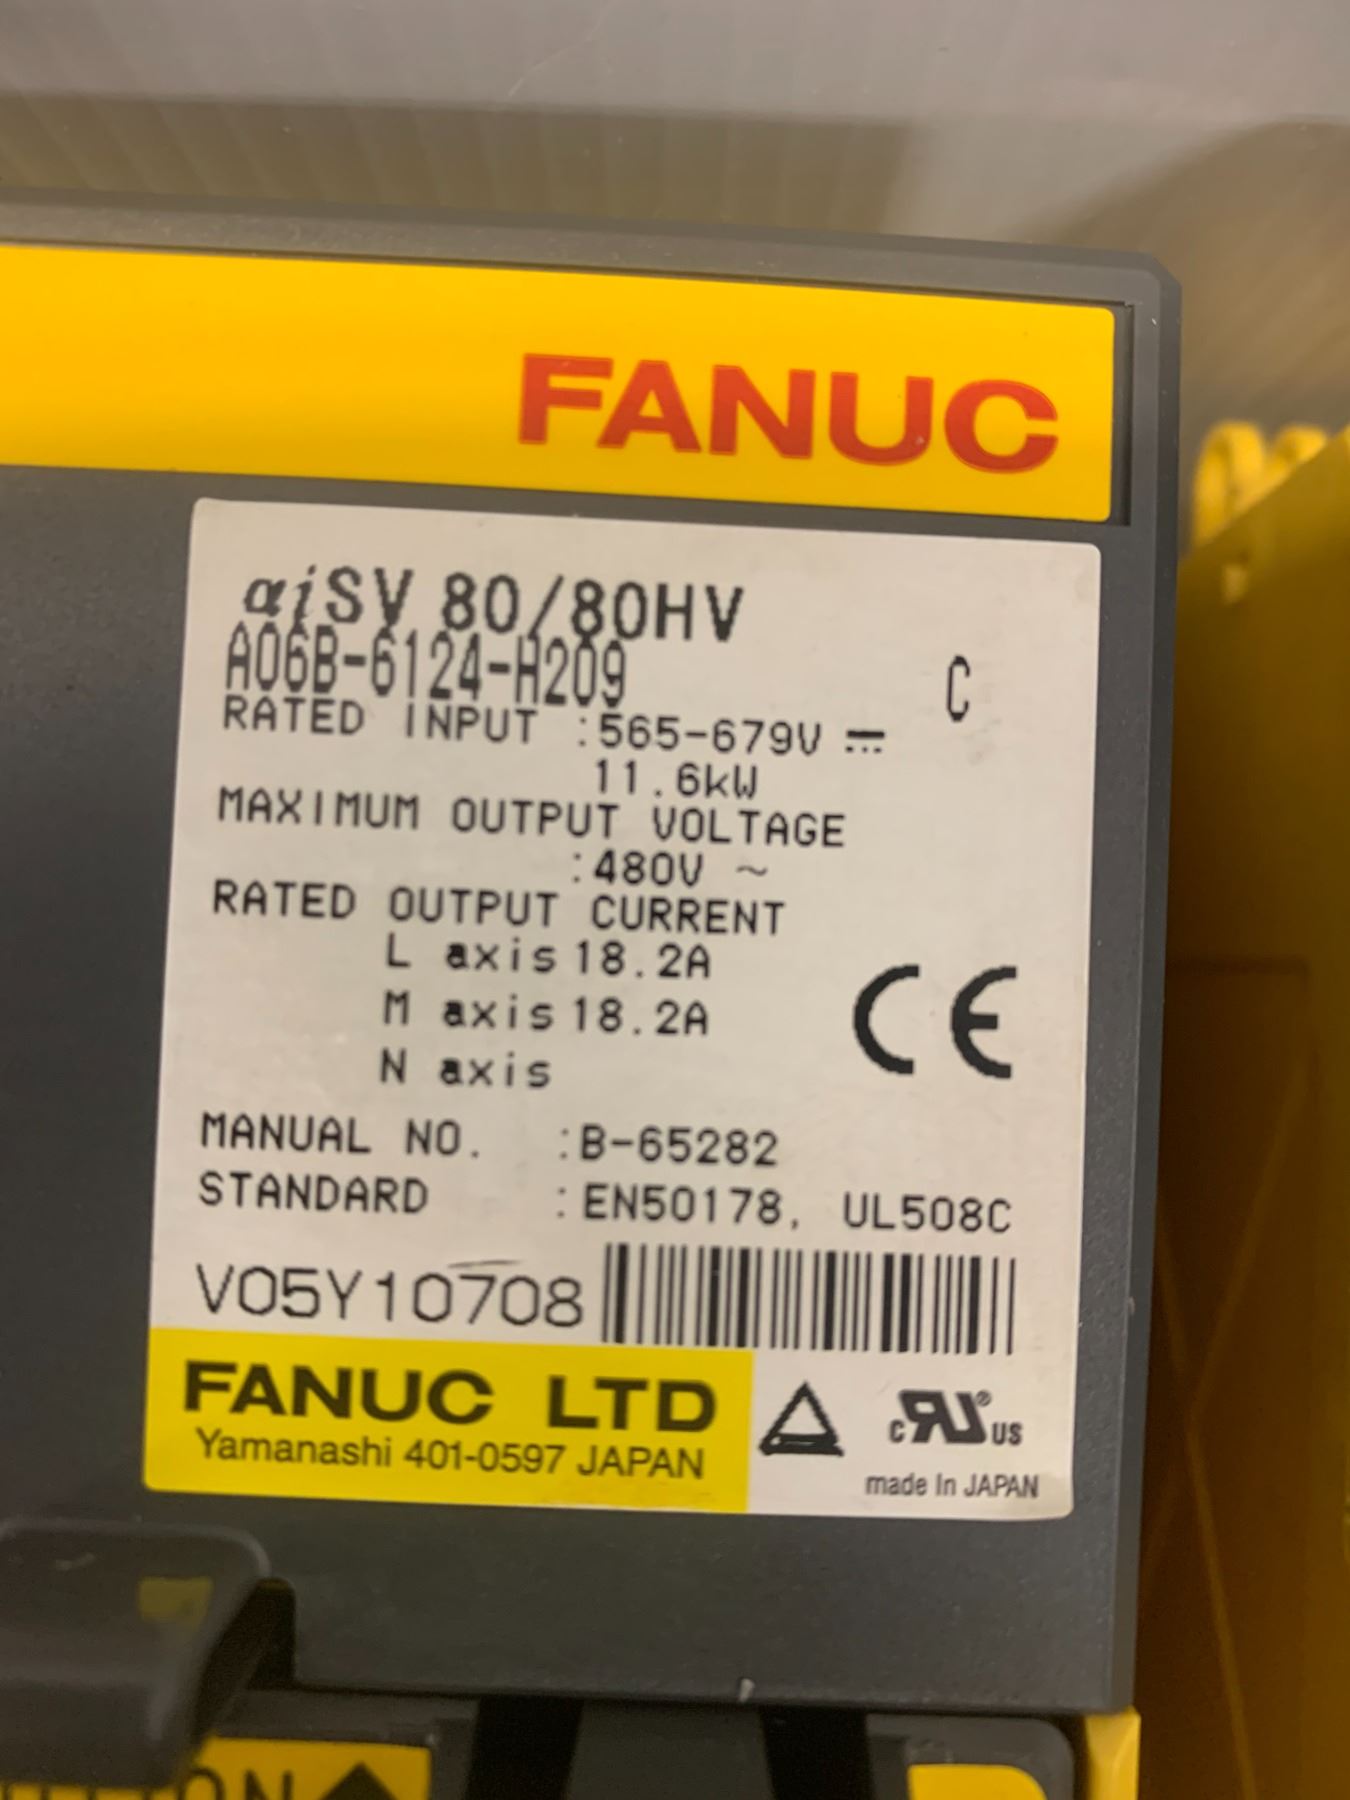 FANUC
αiSV 80/80HV
A06B-6124-H209 C
RATED INPUT :565-679V ⎓
11.6kW
MAXIMUM OUTPUT VOLTAGE
:480V ~
RATED OUTPUT CURRENT
L axis 18.2A
M axis 18.2A
N axis
CE
MANUAL NO. :B-65282
STANDARD :EN50178, UL508C
V05Y10708
FANUC LTD
Yamanashi 401-0597 JAPAN
c RU ® US
made In JAPAN